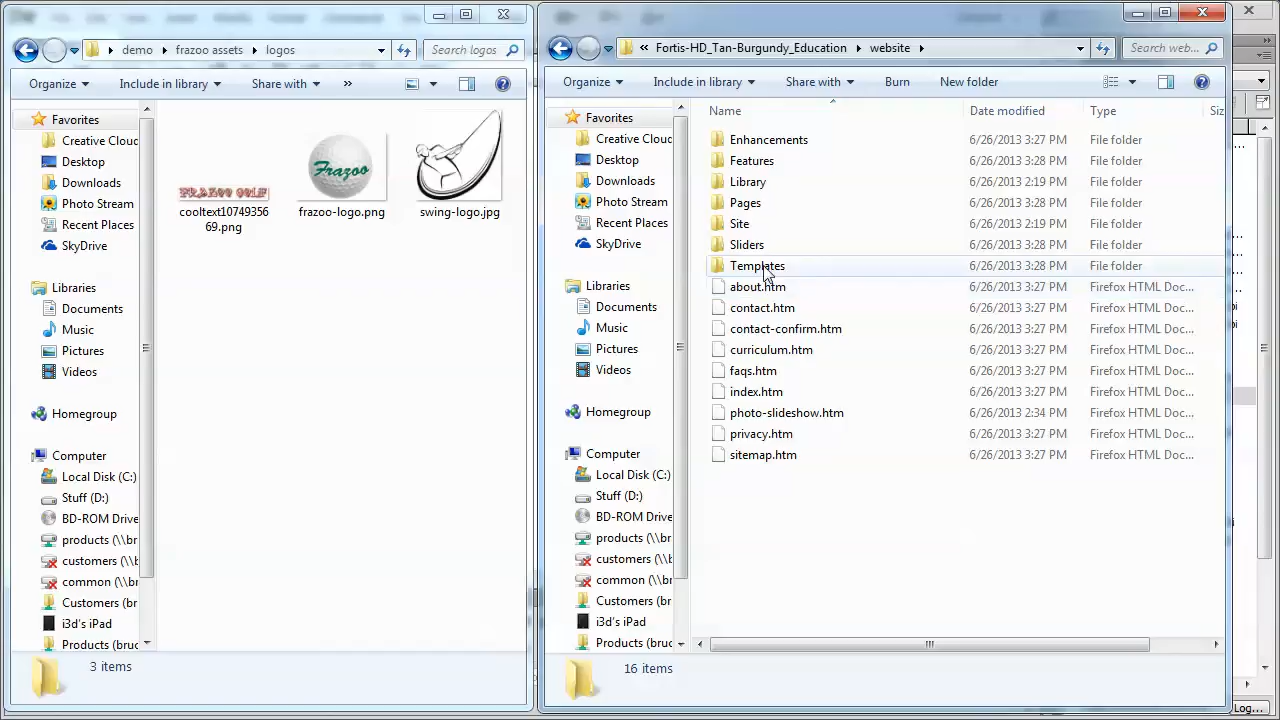 demo ▸ frazoo assets ▸ logos
Search logos
Organize
Include in library
Share with
»
Favorites
Creative Clouc
Desktop
Downloads
Photo Stream
Recent Places
SkyDrive
Libraries
Documents
Music
Pictures
Videos
Homegroup
Computer
Local Disk (C:)
Stuff (D:)
BD-ROM Drive
products (\\br
customers (\\b
common (\\br
Customers (br
i3d's iPad
Products (bruc
FRAZOO GOLF
cooltext10749356
69.png
Frazoo
frazoo-logo.png
swing-logo.jpg
3 items
« Fortis-HD_Tan-Burgundy_Education ▸ website ▸
Search web...
Organize
Include in library
Share with
Burn
New folder
Favorites
Creative Clouc
Desktop
Downloads
Photo Stream
Recent Places
SkyDrive
Libraries
Documents
Music
Pictures
Videos
Homegroup
Computer
Local Disk (C:)
Stuff (D:)
BD-ROM Drive
products (\\br
customers (\\b
common (\\br
Customers (br
i3d's iPad
Products (bruc
Name Date modified Type Siz
Enhancements 6/26/2013 3:27 PM File folder
Features 6/26/2013 3:28 PM File folder
Library 6/26/2013 2:19 PM File folder
Pages 6/26/2013 3:28 PM File folder
Site 6/26/2013 2:19 PM File folder
Sliders 6/26/2013 3:28 PM File folder
Templates 6/26/2013 3:28 PM File folder
about.htm 6/26/2013 3:27 PM Firefox HTML Doc...
contact.htm 6/26/2013 3:27 PM Firefox HTML Doc...
contact-confirm.htm 6/26/2013 3:27 PM Firefox HTML Doc...
curriculum.htm 6/26/2013 3:27 PM Firefox HTML Doc...
faqs.htm 6/26/2013 3:27 PM Firefox HTML Doc...
index.htm 6/26/2013 3:27 PM Firefox HTML Doc...
photo-slideshow.htm 6/26/2013 2:34 PM Firefox HTML Doc...
privacy.htm 6/26/2013 3:27 PM Firefox HTML Doc...
sitemap.htm 6/26/2013 3:27 PM Firefox HTML Doc...
16 items
Log...